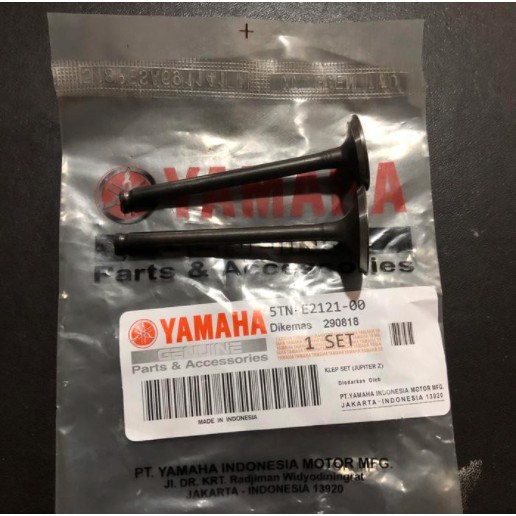 YAMAHA
Parts & Accessories
YAMAHA
GENUINE
Parts & Accessories
5TN-E2121-00
Dikemas 290818
1 SET
KLEP SET (JUPITER Z)
Diedarkan Oleh
PT.YAMAHA INDONESIA MOTOR MFG.
JAKARTA-INDONESIA 13920
MADE IN INDONESIA
PT. YAMAHA INDONESIA MOTOR MFG.
Jl. DR. KRT. Radjiman Widyodiningrat
JAKARTA - INDONESIA 13920